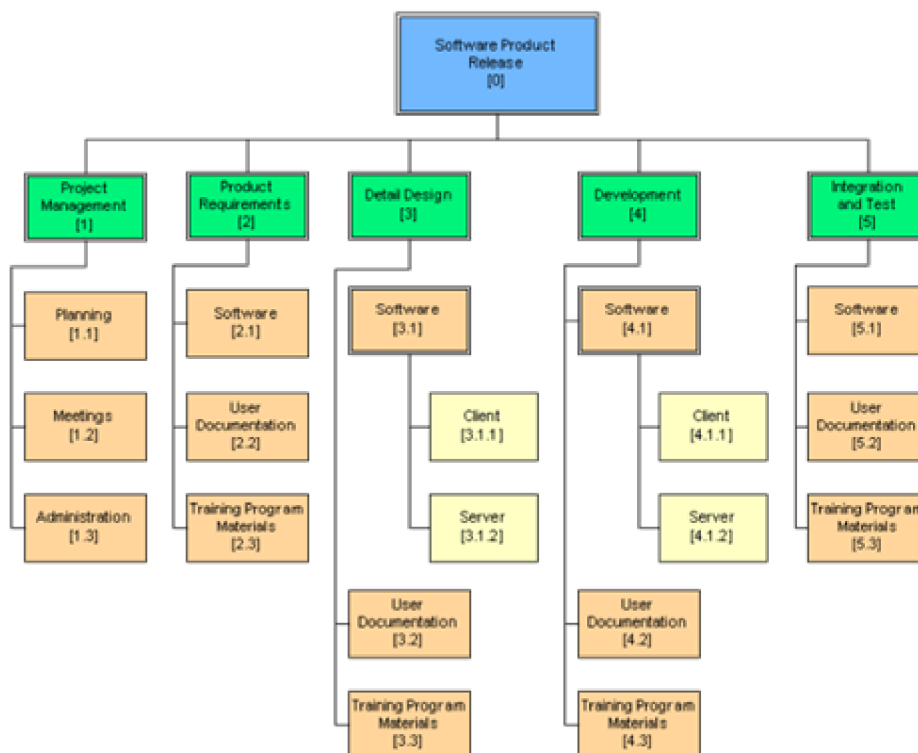 Software Product
Release
[0]
Project
Management
[1]
Product
Requirements
[2]
Detail Design
[3]
Development
[4]
Integration
and Test
[5]
Planning
[1.1]
Software
[2.1]
Software
[3.1]
Software
[4.1]
Software
[5.1]
Meetings
[1.2]
User
Documentation
[2.2]
Client
[3.1.1]
Client
[4.1.1]
User
Documentation
[5.2]
Administration
[1.3]
Training Program
Materials
[2.3]
Server
[3.1.2]
Server
[4.1.2]
Training Program
Materials
[5.3]
User
Documentation
[3.2]
User
Documentation
[4.2]
Training Program
Materials
[3.3]
Training Program
Materials
[4.3]